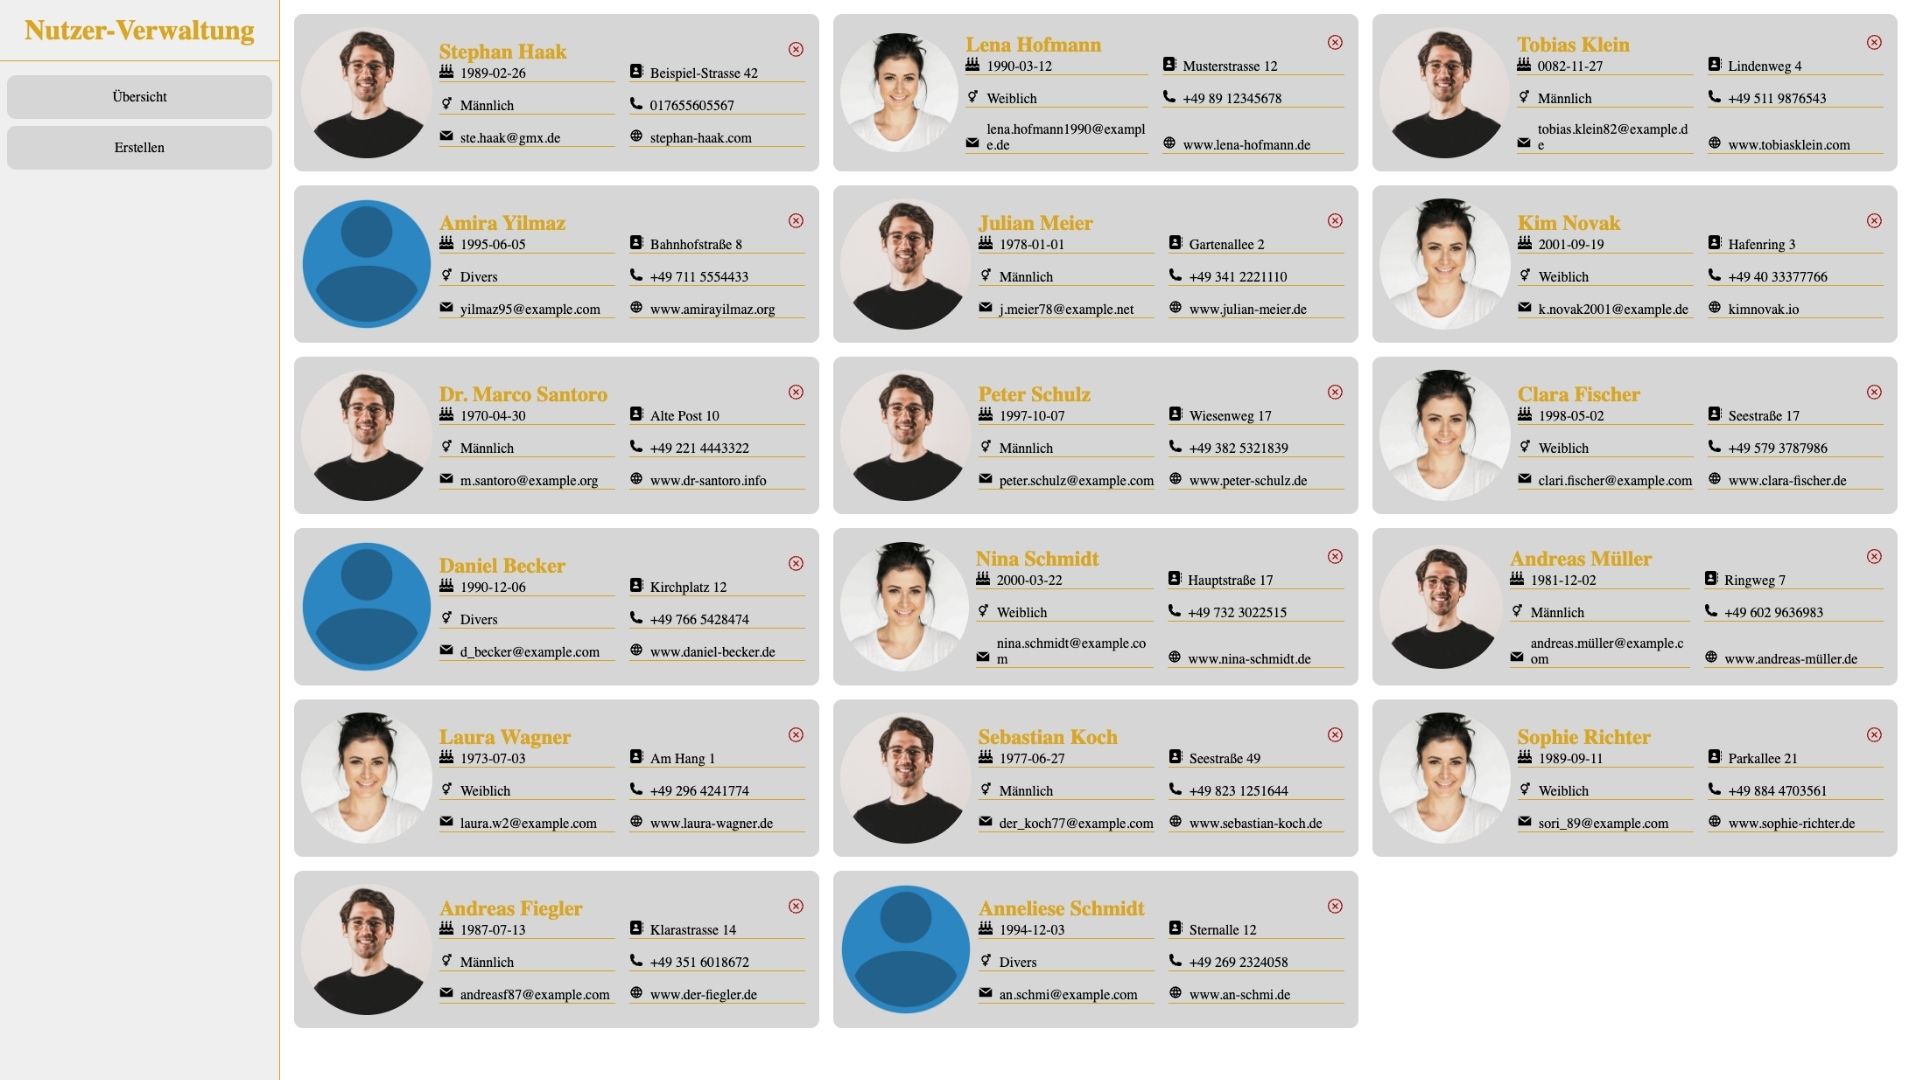 Nutzer-Verwaltung
Übersicht
Erstellen
Stephan Haak
1989-02-26
Beispiel-Strasse 42
Männlich
017655605567
ste.haak@gmx.de
stephan-haak.com
Lena Hofmann
1990-03-12
Musterstrasse 12
Weiblich
+49 89 12345678
lena.hofmann1990@exampl
e.de
www.lena-hofmann.de
Tobias Klein
0082-11-27
Lindenweg 4
Männlich
+49 511 9876543
tobias.klein82@example.d
e
www.tobiasklein.com
Amira Yilmaz
1995-06-05
Bahnhofstraße 8
Divers
+49 711 5554433
yilmaz95@example.com
www.amirayilmaz.org
Julian Meier
1978-01-01
Gartenallee 2
Männlich
+49 341 2221110
j.meier78@example.net
www.julian-meier.de
Kim Novak
2001-09-19
Hafenring 3
Weiblich
+49 40 33377766
k.novak2001@example.de
kimnovak.io
Dr. Marco Santoro
1970-04-30
Alte Post 10
Männlich
+49 221 4443322
m.santoro@example.org
www.dr-santoro.info
Peter Schulz
1997-10-07
Wiesenweg 17
Männlich
+49 382 5321839
peter.schulz@example.com
www.peter-schulz.de
Clara Fischer
1998-05-02
Seestraße 17
Weiblich
+49 579 3787986
clari.fischer@example.com
www.clara-fischer.de
Daniel Becker
1990-12-06
Kirchplatz 12
Divers
+49 766 5428474
d_becker@example.com
www.daniel-becker.de
Nina Schmidt
2000-03-22
Hauptstraße 17
Weiblich
+49 732 3022515
nina.schmidt@example.co
m
www.nina-schmidt.de
Andreas Müller
1981-12-02
Ringweg 7
Männlich
+49 602 9636983
andreas.müller@example.c
om
www.andreas-müller.de
Laura Wagner
1973-07-03
Am Hang 1
Weiblich
+49 296 4241774
laura.w2@example.com
www.laura-wagner.de
Sebastian Koch
1977-06-27
Seestraße 49
Männlich
+49 823 1251644
der_koch77@example.com
www.sebastian-koch.de
Sophie Richter
1989-09-11
Parkallee 21
Weiblich
+49 884 4703561
sori_89@example.com
www.sophie-richter.de
Andreas Fiegler
1987-07-13
Klarastrasse 14
Männlich
+49 351 6018672
andreasf87@example.com
www.der-fiegler.de
Anneliese Schmidt
1994-12-03
Sternalle 12
Divers
+49 269 2324058
an.schmi@example.com
www.an-schmi.de